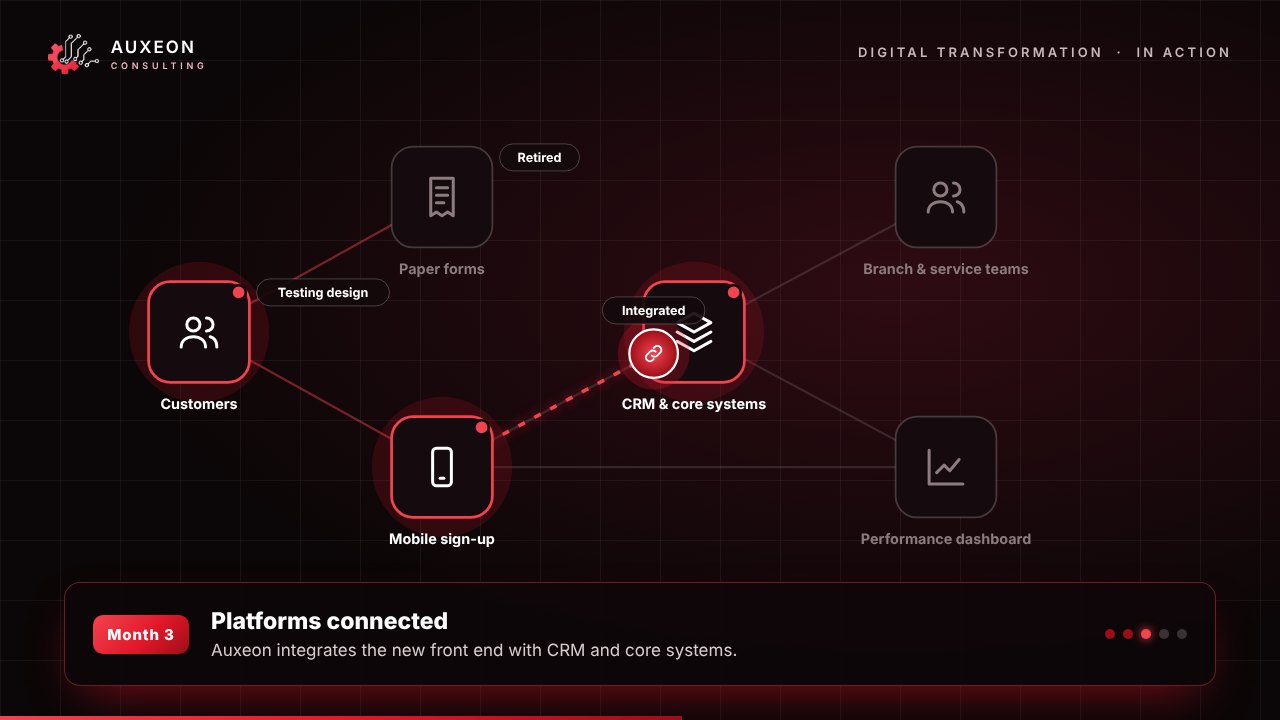 AUXEON
CONSULTING
DIGITAL TRANSFORMATION · IN ACTION
Retired
Paper forms
Branch & service teams
Testing design
Integrated
Customers
CRM & core systems
Mobile sign-up
Performance dashboard
Month 3
Platforms connected
Auxeon integrates the new front end with CRM and core systems.